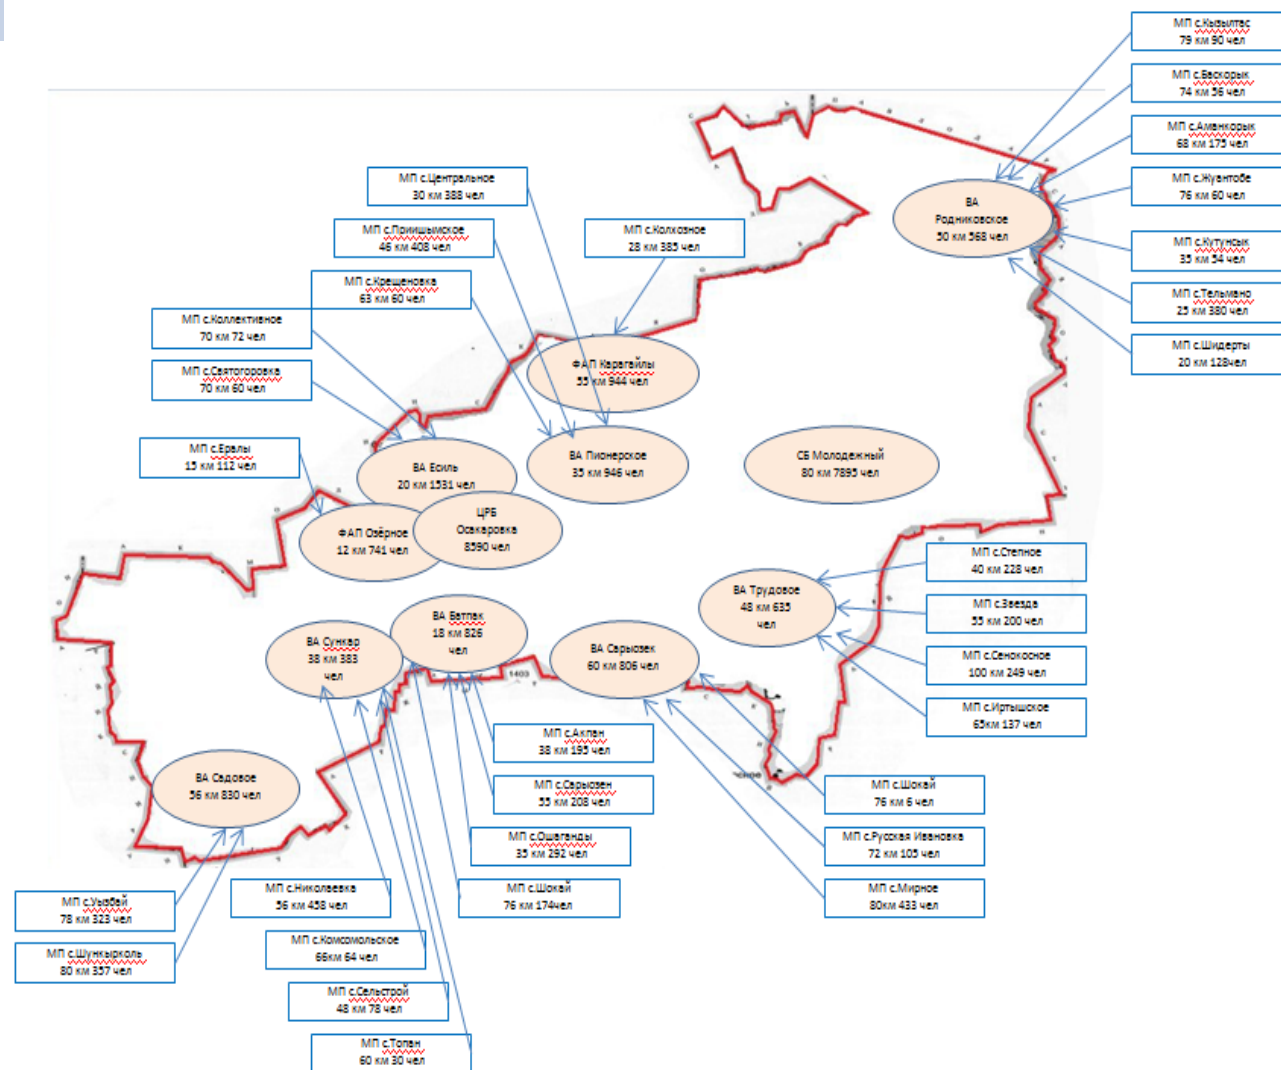 МП с.Кызылтас
79 км 90 чел
МП с.Баскорык
74 км 56 чел
МП с.Аманкорык
68 км 175 чел
МП с.Жуантобе
76 км 60 чел
МП с.Кутунсык
35 км 54 чел
МП с.Тельмано
25 км 380 чел
МП с.Шидерты
20 км 128чел
ВА
Родниковское
50 км 568 чел
МП с.Центральное
30 км 388 чел
МП с.Приишымское
46 км 408 чел
МП с.Колхозное
28 км 385 чел
МП с.Крещеновка
63 км 60 чел
МП с.Коллективное
70 км 72 чел
МП с.Святогоровка
70 км 60 чел
МП с.Ералы
15 км 112 чел
ФАП Карагайлы
55 км 944 чел
ВА Есиль
20 км 1531 чел
ВА Пионерское
35 км 946 чел
СБ Молодежный
80 км 7895 чел
ФАП Озёрное
12 км 741 чел
ЦРБ
Осакаровка
8590 чел
ВА Трудовое
48 км 635
чел
МП с.Степное
40 км 228 чел
МП с.Звезда
55 км 200 чел
МП с.Сенокосное
100 км 249 чел
МП с.Иртышское
65км 137 чел
ВА Сункар
38 км 383
чел
ВА Батпак
18 км 826
чел
ВА Сарыозек
60 км 806 чел
1403
ВА Садовое
56 км 830 чел
МП с.Акпан
38 км 195 чел
МП с.Сарыозен
55 км 208 чел
МП с.Ошаганды
35 км 292 чел
МП с.Шокай
76 км 174чел
МП с.Шокай
76 км 6 чел
МП с.Русская Ивановка
72 км 105 чел
МП с.Мирное
80км 433 чел
МП с.Уызбай
78 км 323 чел
МП с.Шункырколь
80 км 357 чел
МП с.Николаевка
56 км 458 чел
МП с.Комсомольское
66км 64 чел
МП с.Сельстрой
48 км 78 чел
МП с.Топан
60 км 30 чел